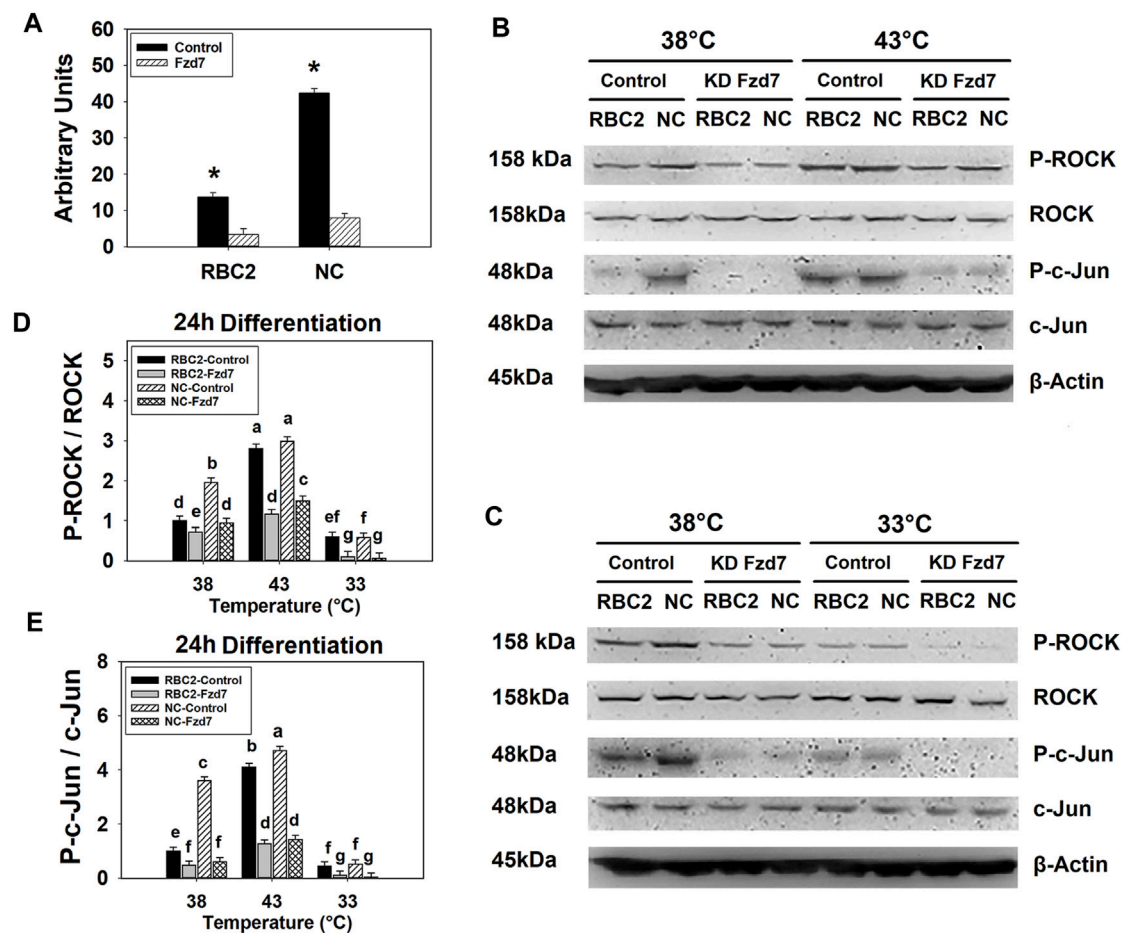 A
Arbitrary Units
60
50
40
30
20
10
0
Control
Fzd7
*
*
RBC2 NC
B
38°C 43°C
Control KD Fzd7 Control KD Fzd7
RBC2 NC RBC2 NC RBC2 NC RBC2 NC
158 kDa P-ROCK
158kDa ROCK
48kDa P-c-Jun
48kDa c-Jun
45kDa β-Actin
D
24h Differentiation
P-ROCK / ROCK
5
4
3
2
1
0
RBC2-Control
RBC2-Fzd7
NC-Control
NC-Fzd7
d e b d a d a c ef g f g
38 43 33
Temperature (°C)
C
38°C 33°C
Control KD Fzd7 Control KD Fzd7
RBC2 NC RBC2 NC RBC2 NC RBC2 NC
158 kDa P-ROCK
158kDa ROCK
48kDa P-c-Jun
48kDa c-Jun
45kDa β-Actin
E
24h Differentiation
P-c-Jun / c-Jun
8
6
4
2
0
RBC2-Control
RBC2-Fzd7
NC-Control
NC-Fzd7
e f c f b d a d f g f g
38 43 33
Temperature (°C)